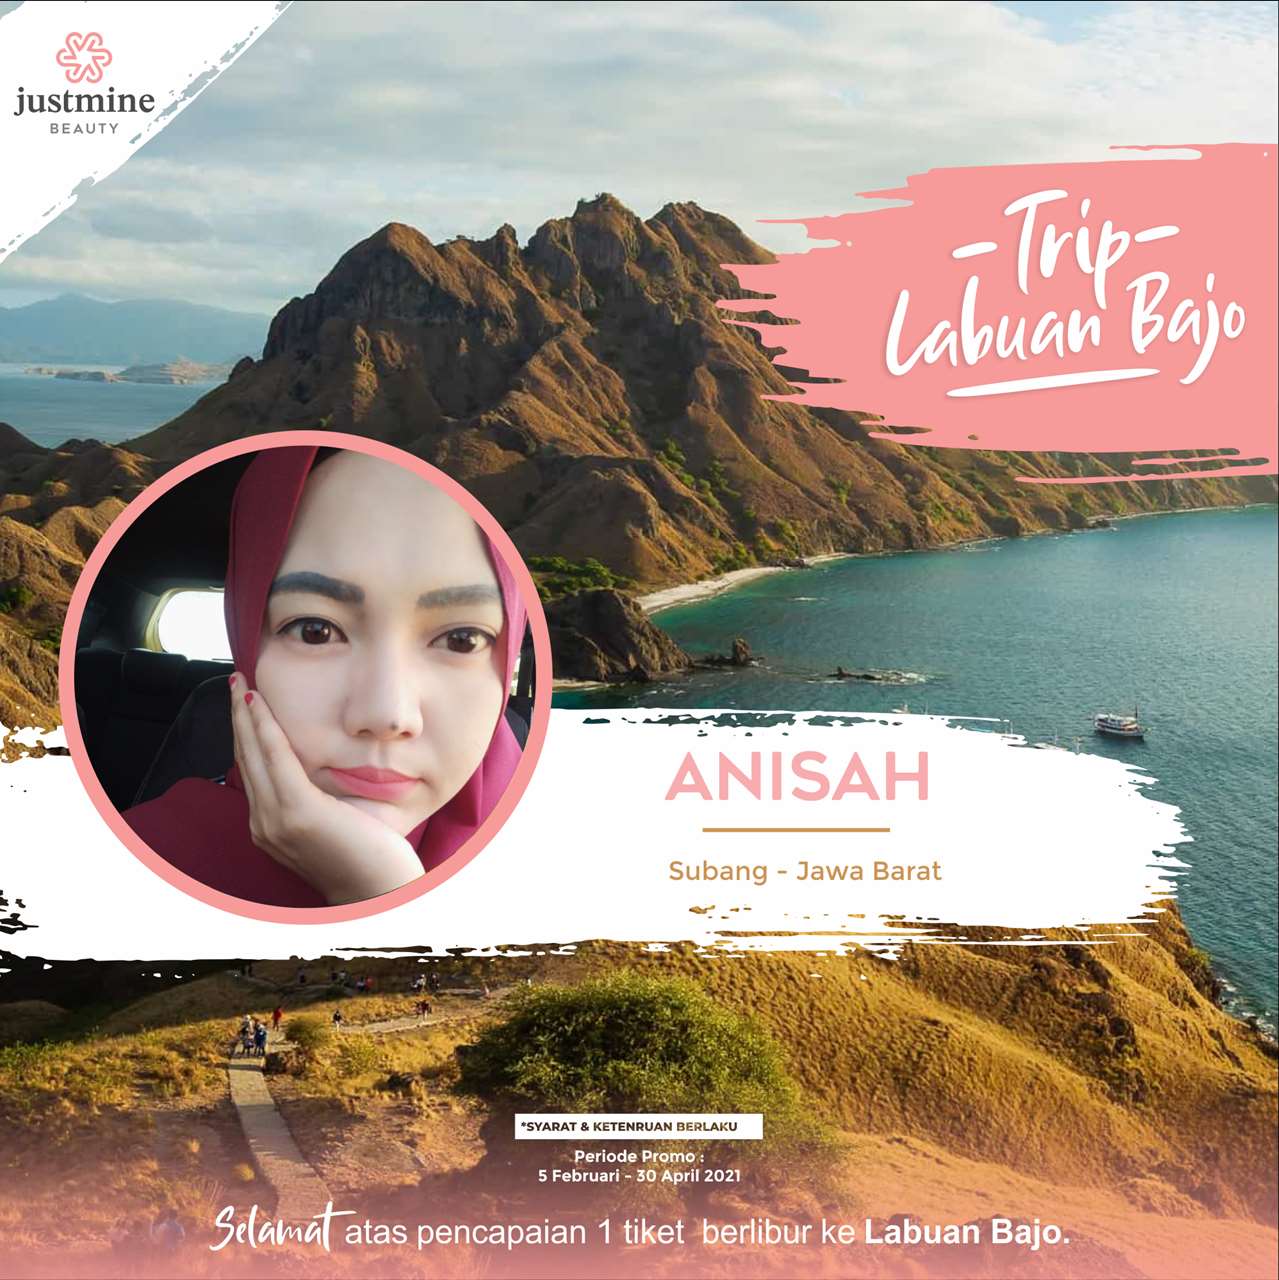 justmine
BEAUTY
-Trip-
Labuan Bajo
ANISAH
Subang - Jawa Barat
*SYARAT & KETENRUAN BERLAKU
Periode Promo :
5 Februari - 30 April 2021
Selamat atas pencapaian 1 tiket berlibur ke Labuan Bajo.